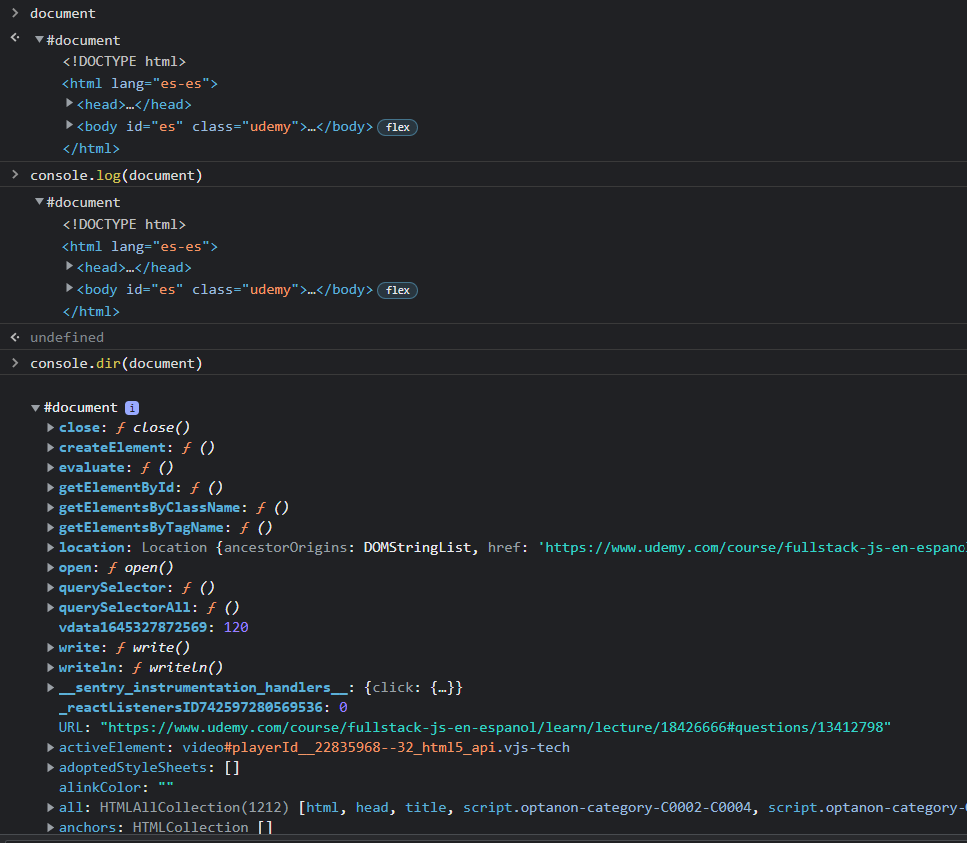 > document
#document
<!DOCTYPE html>
<html lang="es-es">
<head>…</head>
<body id="es" class="udemy">…</body> flex
</html>
> console.log(document)
#document
<!DOCTYPE html>
<html lang="es-es">
<head>…</head>
<body id="es" class="udemy">…</body> flex
</html>
undefined
> console.dir(document)
#document i
close: ƒ close()
createElement: ƒ ()
evaluate: ƒ ()
getElementById: ƒ ()
getElementsByClassName: ƒ ()
getElementsByTagName: ƒ ()
location: Location {ancestorOrigins: DOMStringList, href: 'https://www.udemy.com/course/fullstack-js-en-espano
open: ƒ open()
querySelector: ƒ ()
querySelectorAll: ƒ ()
vdata1645327872569: 120
write: ƒ write()
writeln: ƒ writeln()
__sentry_instrumentation_handlers__: {click: {…}}
_reactListenersID742597280569536: 0
URL: "https://www.udemy.com/course/fullstack-js-en-espanol/learn/lecture/18426666#questions/13412798"
activeElement: video#playerId__22835968--32_html5_api.vjs-tech
adoptedStyleSheets: []
alinkColor: ""
all: HTMLAllCollection(1212) [html, head, title, script.optanon-category-C0002-C0004, script.optanon-category-
anchors: HTMLCollection []